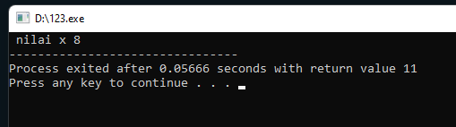 D:\123.exe
nilai x 8
--------------------------------
Process exited after 0.05666 seconds with return value 11
Press any key to continue . . .